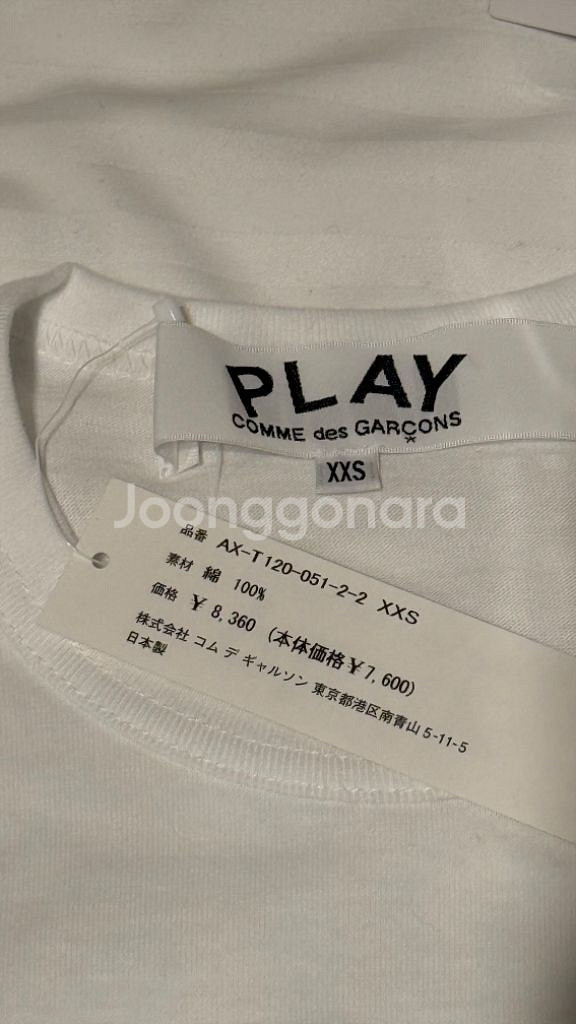 PLAY
COMME des GARÇONS
XXS
Joonggonara
品番 AX-T120-051-2-2 XXS
素材 綿 100%
価格 ¥ 8,360 (本体価格¥7,600)
株式会社 コム デ ギャルソン 東京都港区南青山 5-11-5
日本製